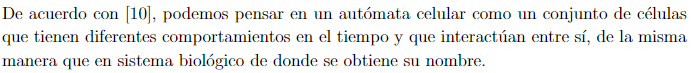 De acuerdo con [10], podemos pensar en un autómata celular como un conjunto de células
que tienen diferentes comportamientos en el tiempo y que interactúan entre sí, de la misma
manera que en sistema biológico de donde se obtiene su nombre.